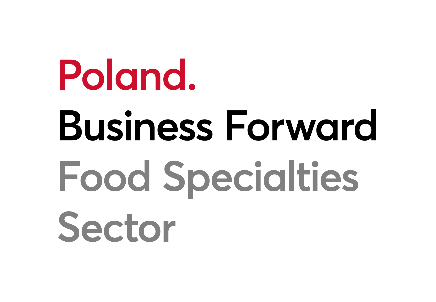 Poland.
Business Forward
Food Specialties
Sector